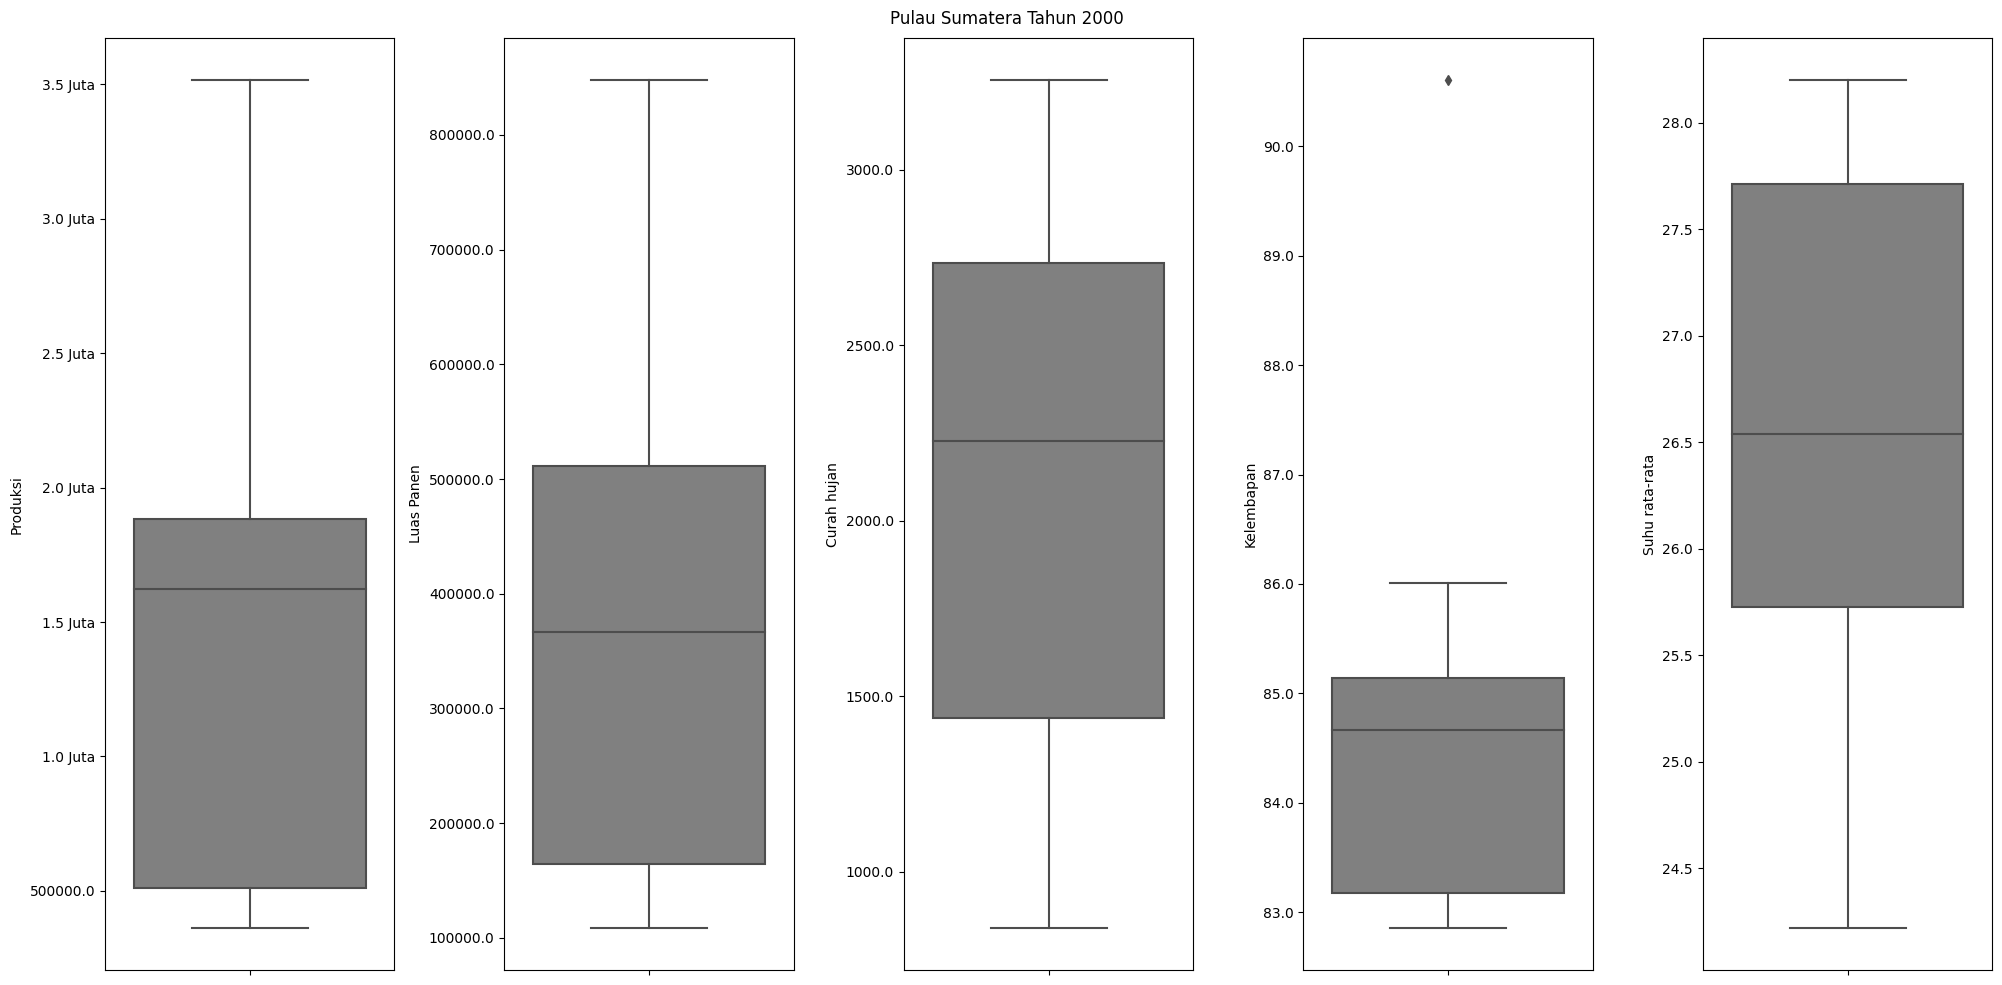 Pulau Sumatera Tahun 2000
Produksi
3.5 Juta
3.0 Juta
2.5 Juta
2.0 Juta
1.5 Juta
1.0 Juta
500000.0
Luas Panen
800000.0
700000.0
600000.0
500000.0
400000.0
300000.0
200000.0
100000.0
Curah hujan
3000.0
2500.0
2000.0
1500.0
1000.0
Kelembapan
90.0
89.0
88.0
87.0
86.0
85.0
84.0
83.0
Suhu rata-rata
28.0
27.5
27.0
26.5
26.0
25.5
25.0
24.5